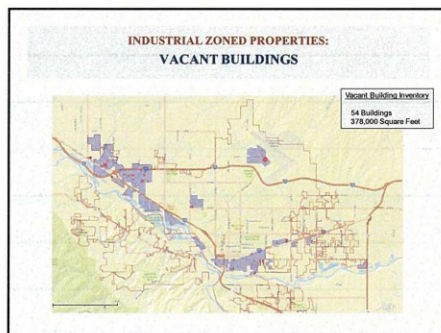 INDUSTRIAL ZONED PROPERTIES:
VACANT BUILDINGS
Vacant Building Inventory
54 Buildings
378,000 Square Feet